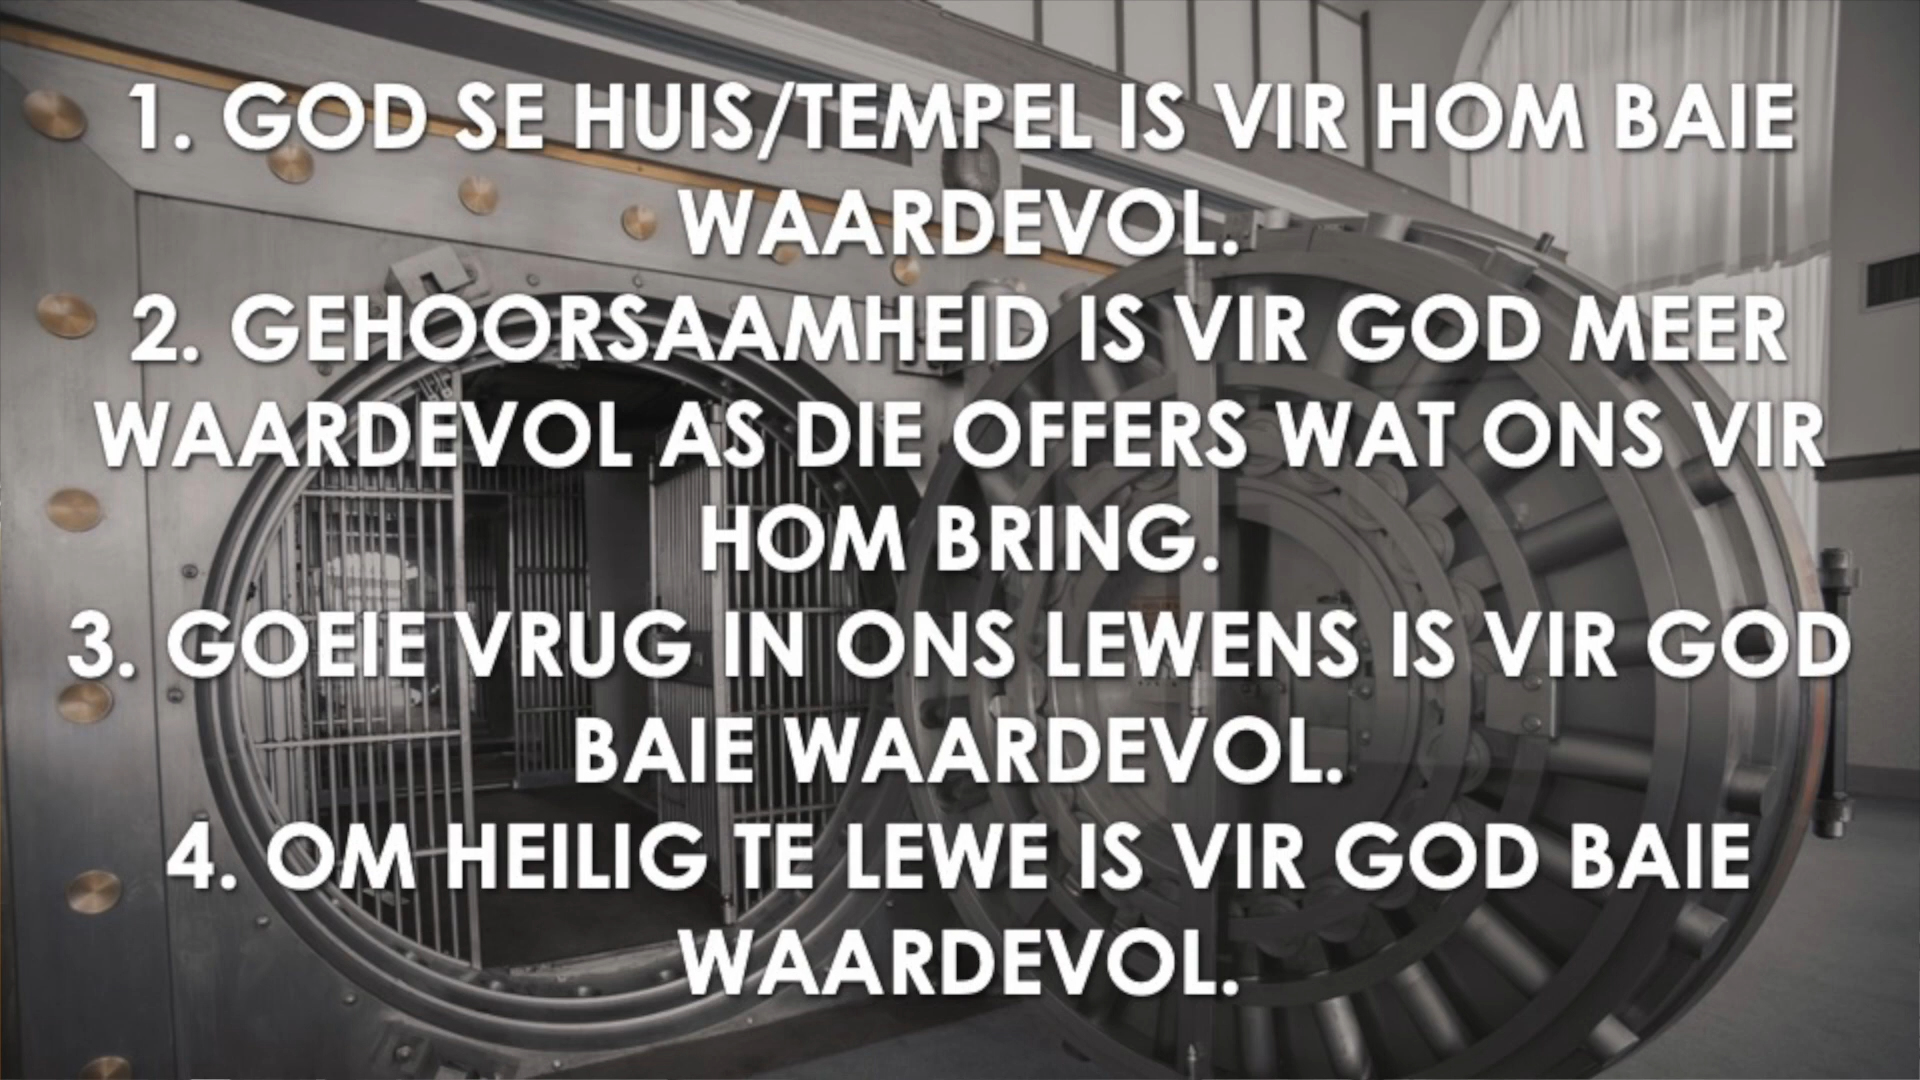 1. GOD SE HUIS/TEMPEL IS VIR HOM BAIE
WAARDEVOL.
2. GEHOORSAAMHEID IS VIR GOD MEER
WAARDEVOL AS DIE OFFERS WAT ONS VIR
HOM BRING.
3. GOEIE VRUG IN ONS LEWENS IS VIR GOD
BAIE WAARDEVOL.
4. OM HEILIG TE LEWE IS VIR GOD BAIE
WAARDEVOL.